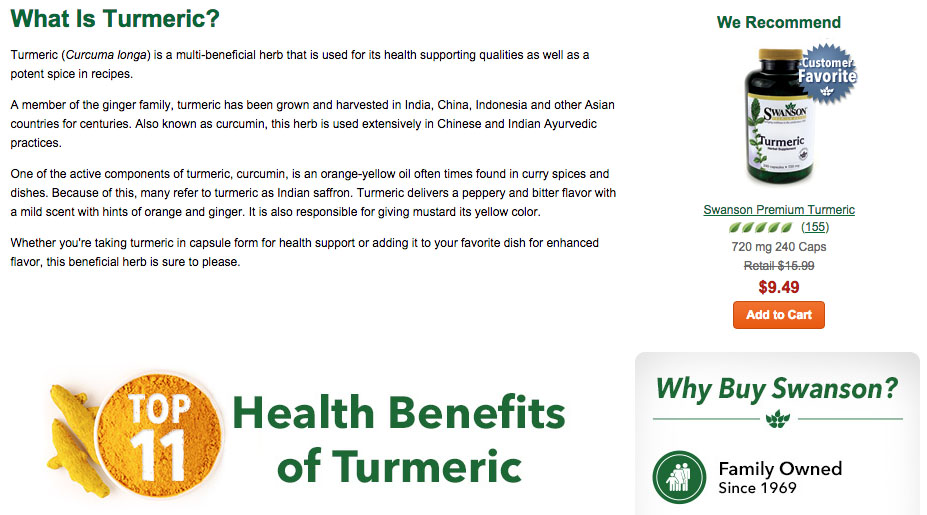 What Is Turmeric?
Turmeric (Curcuma longa) is a multi-beneficial herb that is used for its health supporting qualities as well as a
potent spice in recipes.
A member of the ginger family, turmeric has been grown and harvested in India, China, Indonesia and other Asian
countries for centuries. Also known as curcumin, this herb is used extensively in Chinese and Indian Ayurvedic
practices.
One of the active components of turmeric, curcumin, is an orange-yellow oil often times found in curry spices and
dishes. Because of this, many refer to turmeric as Indian saffron. Turmeric delivers a peppery and bitter flavor with
a mild scent with hints of orange and ginger. It is also responsible for giving mustard its yellow color.
Whether you're taking turmeric in capsule form for health support or adding it to your favorite dish for enhanced
flavor, this beneficial herb is sure to please.
We Recommend
Customer
Favorite
SWANSON
Turmeric
Swanson Premium Turmeric
(155)
720 mg 240 Caps
Retail $15.99
$9.49
Add to Cart
TOP
11
Health Benefits
of Turmeric
Why Buy Swanson?
Family Owned
Since 1969